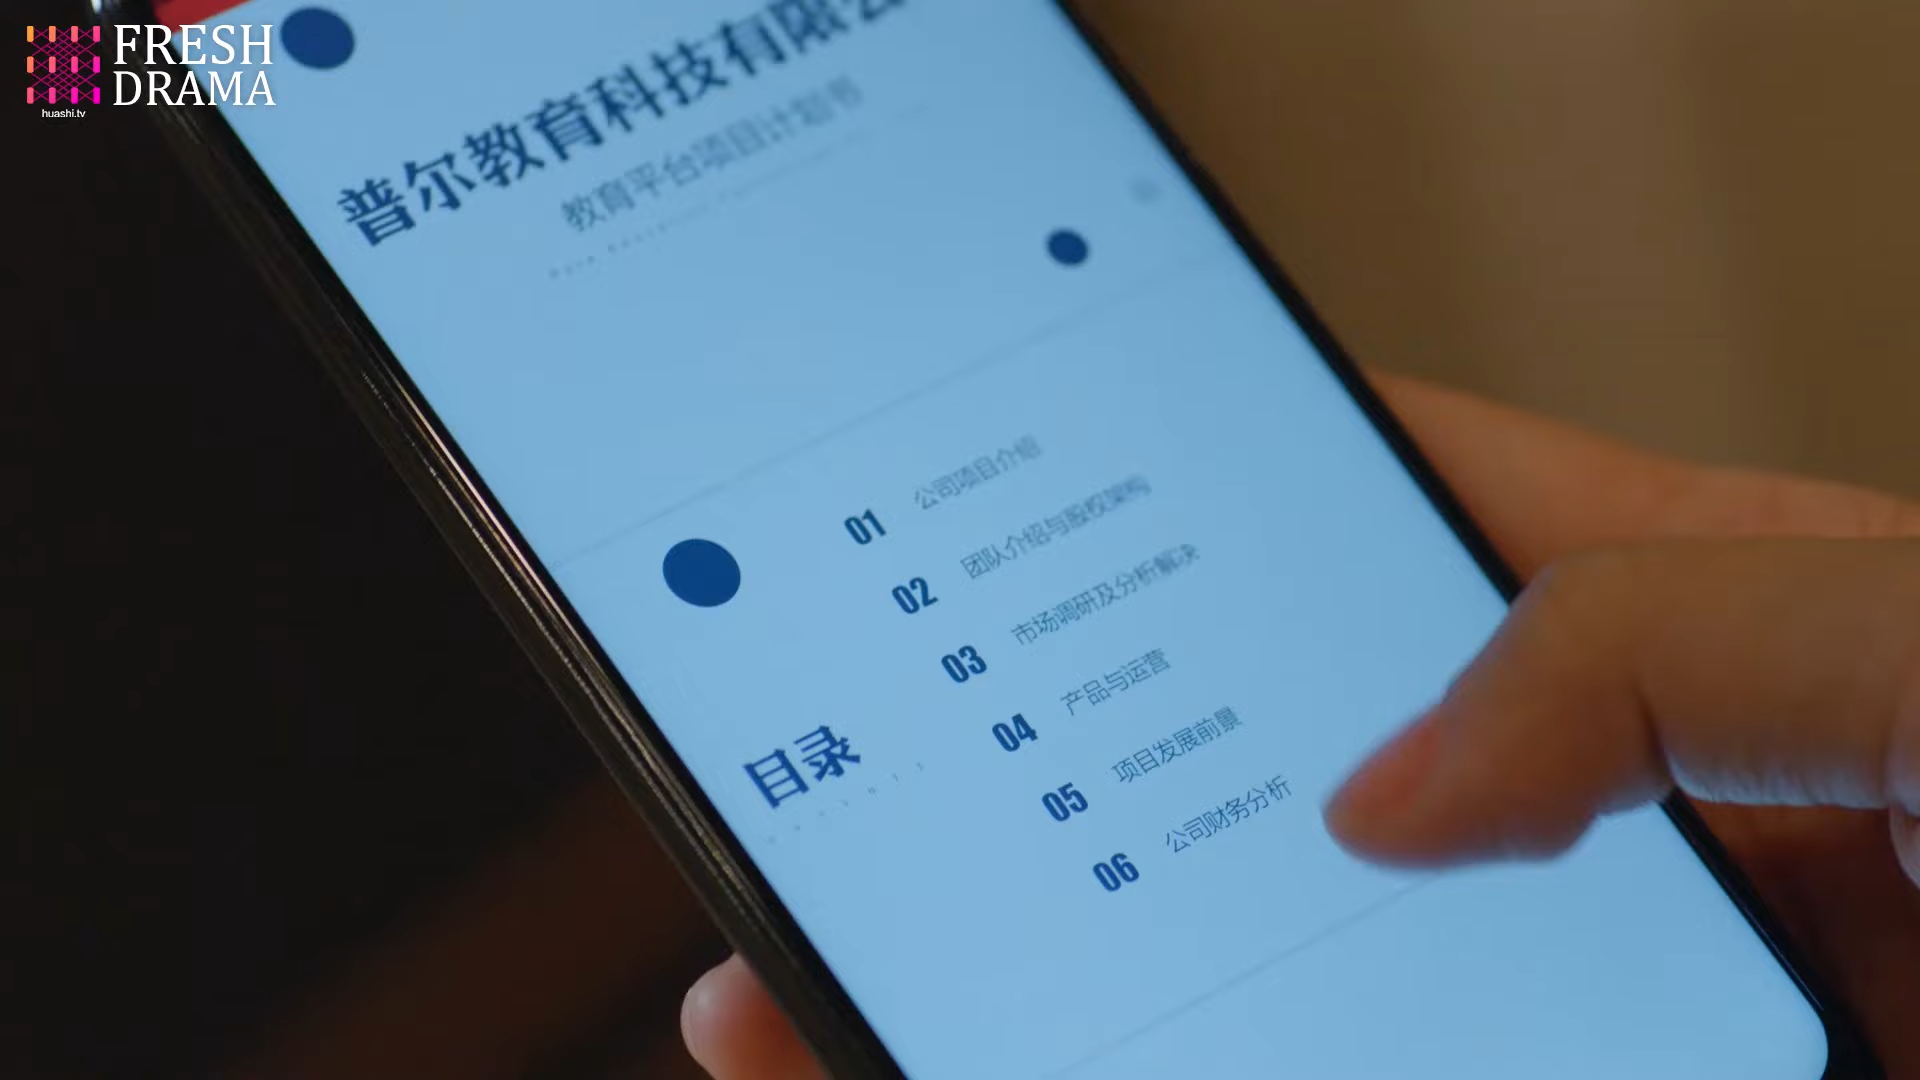 FRESH
DRAMA
huashi.tv
普尔教育科技有限公
教育平台项目计划书
目录
01 公司项目介绍
02 团队介绍与股权架构
03 市场调研及分析解决
04 产品与运营
05 项目发展前景
06 公司财务分析